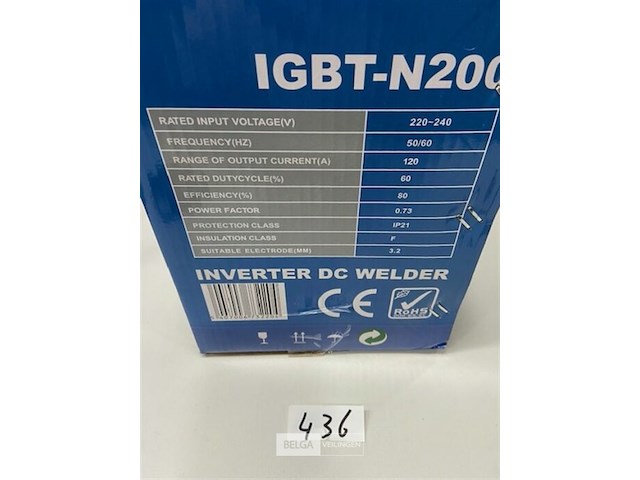 IGBT-N200
RATED INPUT VOLTAGE(V) 220-240
FREQUENCY(HZ) 50/60
RANGE OF OUTPUT CURRENT(A) 120
RATED DUTYCYCLE(%) 60
EFFICIENCY(%) 80
POWER FACTOR 0.73
PROTECTION CLASS IP21
INSULATION CLASS F
SUITABLE ELECTRODE(MM) 3.2
INVERTER DC WELDER
CE
RoHS
436
BELGA VEILINGEN